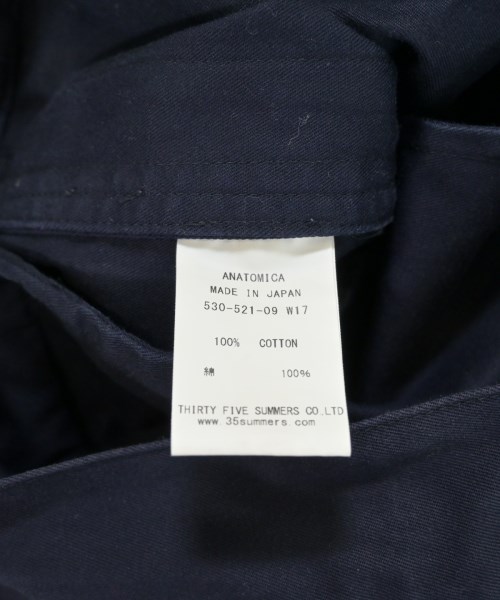 ANATOMICA
MADE IN JAPAN
530-521-09 W17
100% COTTON
綿 100%
THIRTY FIVE SUMMERS CO,LTD
www.35summers.com